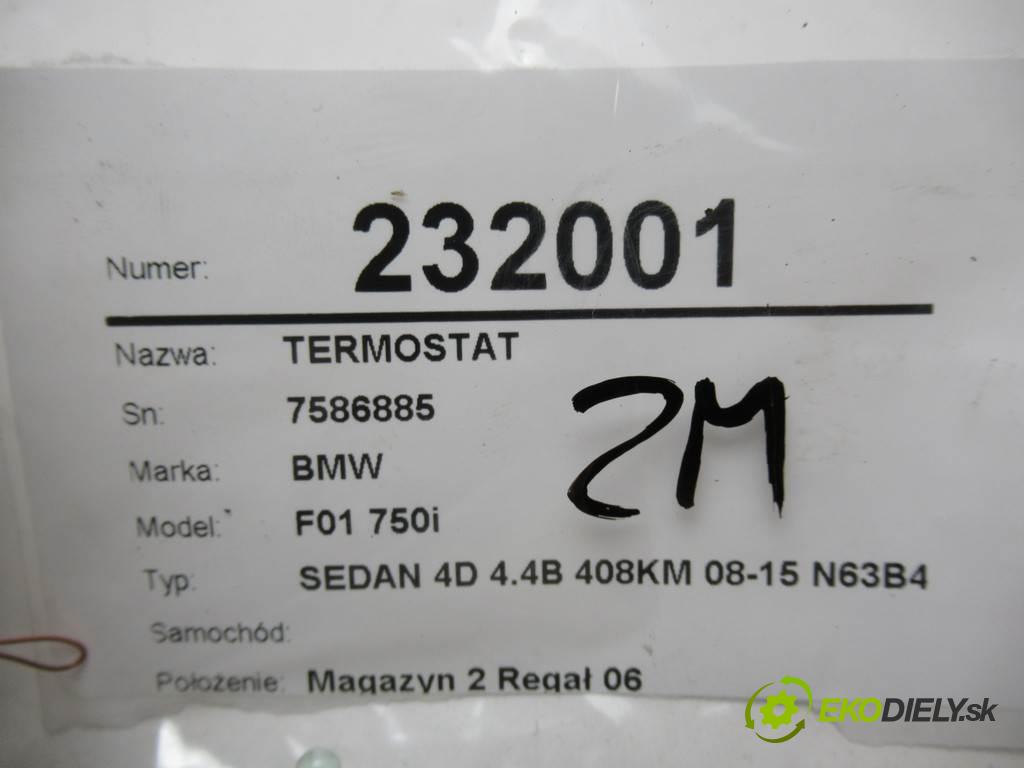 Numer: 232001
Nazwa: TERMOSTAT
Sn: 7586885
Marka: BMW
Model: F01 750i
Typ: SEDAN 4D 4.4B 408KM 08-15 N63B4
Samochód:
Położenie: Magazyn 2 Regał 06
2M
EKODIELY.sk